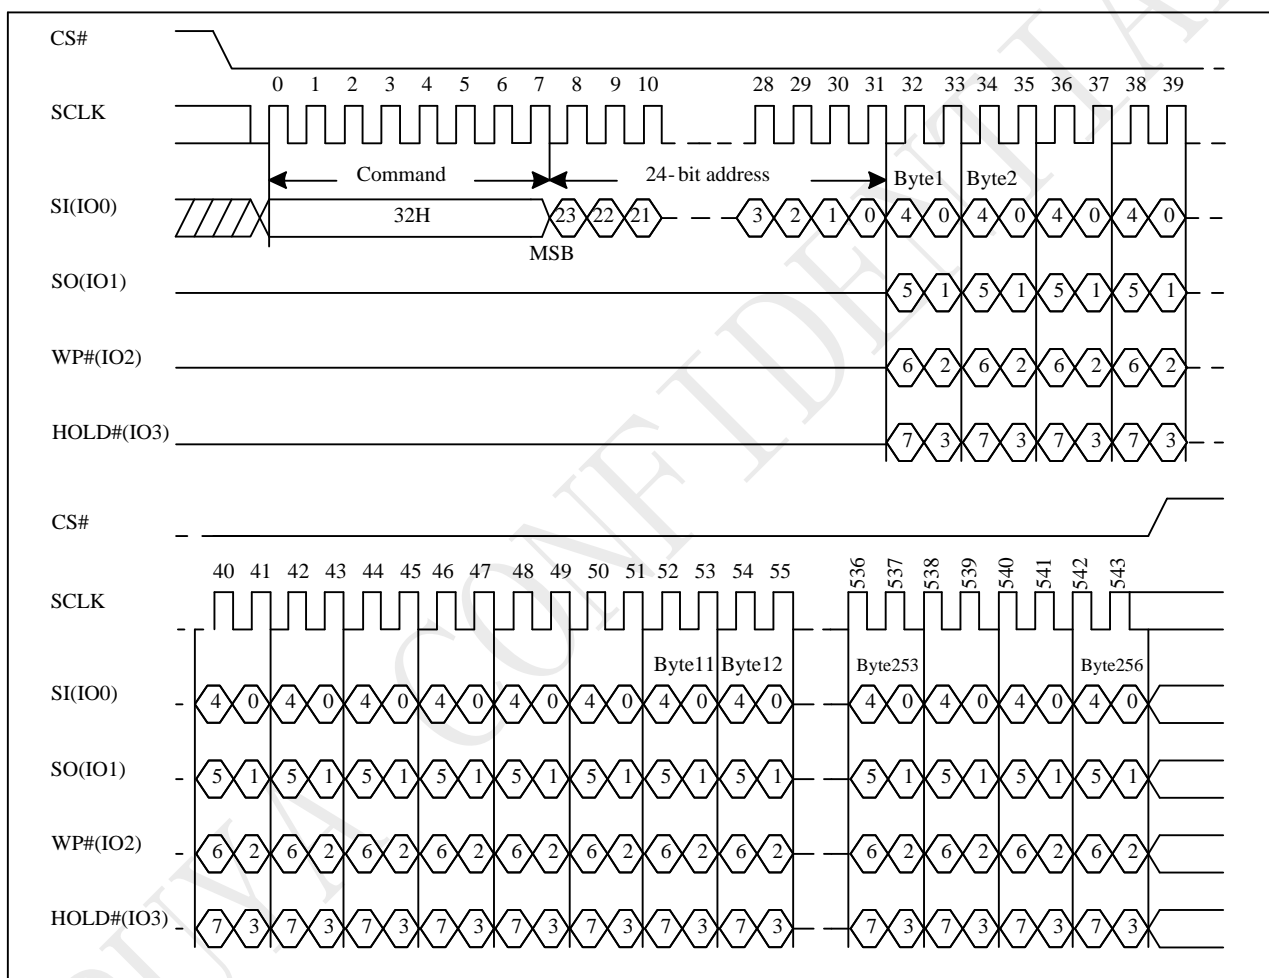 CS#
0 1 2 3 4 5 6 7 8 9 10 28 29 30 31 32 33 34 35 36 37 38 39
SCLK
Command 24-bit address Byte1 Byte2
SI(IO0) 32H 23 22 21 3 2 1 0 4 0 4 0 4 0 4 0
MSB
SO(IO1) 5 1 5 1 5 1 5 1
WP#(IO2) 6 2 6 2 6 2 6 2
HOLD#(IO3) 7 3 7 3 7 3 7 3
CS#
40 41 42 43 44 45 46 47 48 49 50 51 52 53 54 55 536 537 538 539 540 541 542 543
SCLK
Byte11 Byte12 Byte253 Byte256
SI(IO0) 4 0 4 0 4 0 4 0 4 0 4 0 4 0 4 0 4 0 4 0 4 0 4 0
SO(IO1) 5 1 5 1 5 1 5 1 5 1 5 1 5 1 5 1 5 1 5 1 5 1 5 1
WP#(IO2) 6 2 6 2 6 2 6 2 6 2 6 2 6 2 6 2 6 2 6 2 6 2 6 2
HOLD#(IO3) 7 3 7 3 7 3 7 3 7 3 7 3 7 3 7 3 7 3 7 3 7 3 7 3
PUYA CONFIDENTIAL